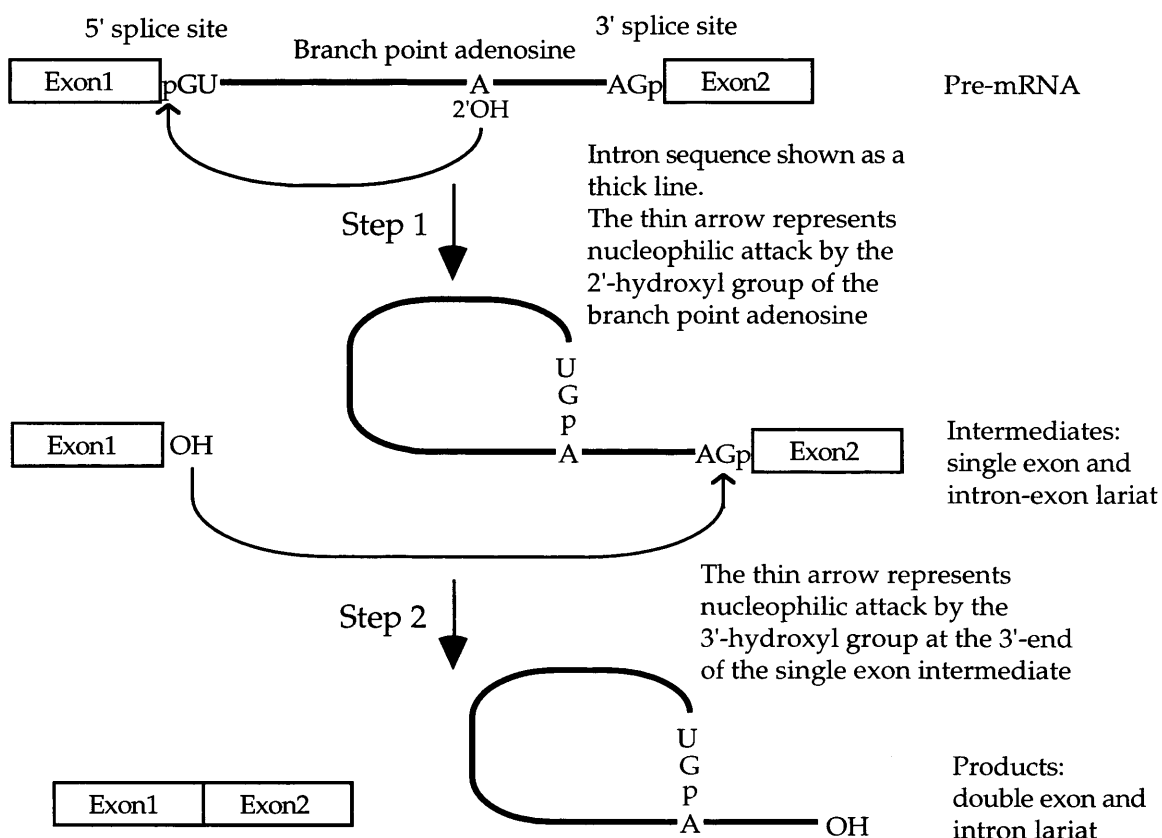 5' splice site
Branch point adenosine
3' splice site
Exon1
pGU
A
2'OH
AGp
Exon2
Pre-mRNA
Intron sequence shown as a
thick line.
The thin arrow represents
nucleophilic attack by the
2'-hydroxyl group of the
branch point adenosine
Step 1
U
G
p
A
Exon1
OH
AGp
Exon2
Intermediates:
single exon and
intron-exon lariat
The thin arrow represents
nucleophilic attack by the
3'-hydroxyl group at the 3'-end
of the single exon intermediate
Step 2
U
G
p
A
OH
Exon1
Exon2
Products:
double exon and
intron lariat